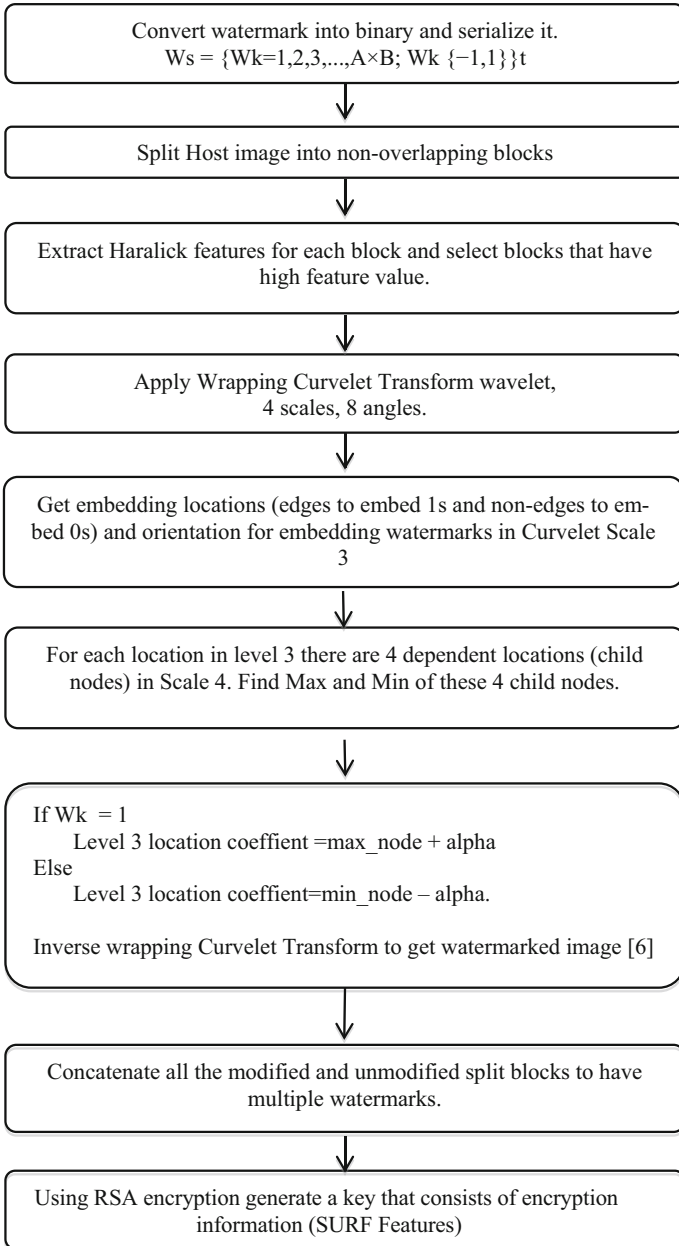 Convert watermark into binary and serialize it.
Ws = {Wk=1,2,3,...,A×B; Wk {−1,1}}t
Split Host image into non-overlapping blocks
Extract Haralick features for each block and select blocks that have
high feature value.
Apply Wrapping Curvelet Transform wavelet,
4 scales, 8 angles.
Get embedding locations (edges to embed 1s and non-edges to em-
bed 0s) and orientation for embedding watermarks in Curvelet Scale
3
For each location in level 3 there are 4 dependent locations (child
nodes) in Scale 4. Find Max and Min of these 4 child nodes.
If Wk = 1
Level 3 location coeffient =max_node + alpha
Else
Level 3 location coeffient=min_node – alpha.
Inverse wrapping Curvelet Transform to get watermarked image [6]
Concatenate all the modified and unmodified split blocks to have
multiple watermarks.
Using RSA encryption generate a key that consists of encryption
information (SURF Features)